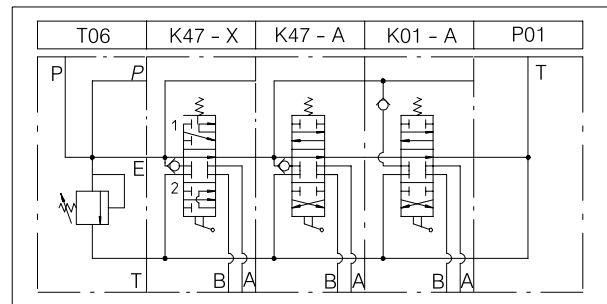 T06 K47 - X K47 - A K01 - A P01
P P T
1
E
2
T B A B A B A